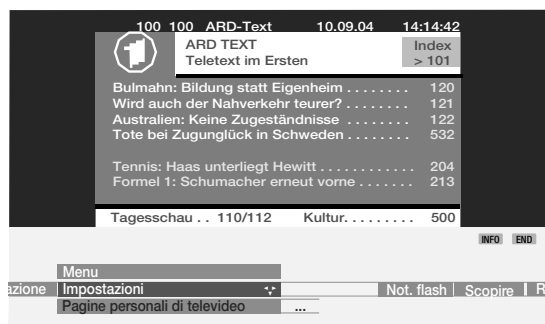 100 100 ARD-Text 10.09.04 14:14:42
ARD TEXT Index
Teletext im Ersten > 101
Bulmahn: Bildung statt Eigenheim . . . . . . . . 120
Wird auch der Nahverkehr teurer? . . . . . . . . 121
Australien: Keine Zugeständnisse . . . . . . . 122
Tote bei Zugunglück in Schweden . . . . . . . . 532
Tennis: Haas unterliegt Hewitt . . . . . . . . . . . . 204
Formel 1: Schumacher erneut vorne . . . . . . . 213
Tagesschau . . 110/112 Kultur. . . . . . . . . 500
INFO END
Menu
azione Impostazioni Not. flash Scopire R
Pagine personali di televideo ...